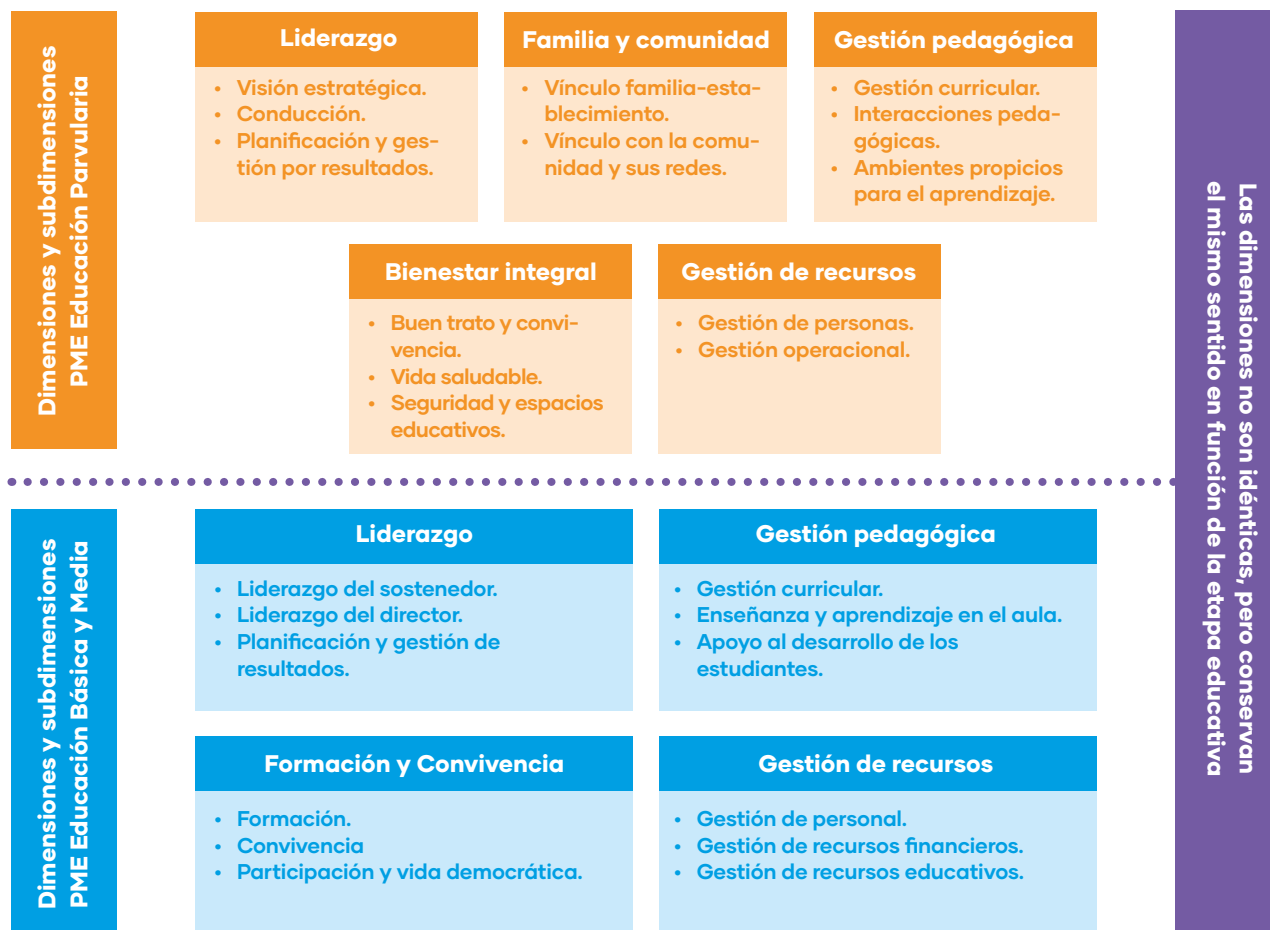 Dimensiones y subdimensiones
PME Educación Parvularia
Liderazgo
• Visión estratégica.
• Conducción.
• Planificación y ges-
tión por resultados.
Familia y comunidad
• Vínculo familia-esta-
blecimiento.
• Vínculo con la comu-
nidad y sus redes.
Gestión pedagógica
• Gestión curricular.
• Interacciones peda-
gógicas.
• Ambientes propicios
para el aprendizaje.
Bienestar integral
• Buen trato y convi-
vencia.
• Vida saludable.
• Seguridad y espacios
educativos.
Gestión de recursos
• Gestión de personas.
• Gestión operacional.
Dimensiones y subdimensiones
PME Educación Básica y Media
Liderazgo
• Liderazgo del sostenedor.
• Liderazgo del director.
• Planificación y gestión de
resultados.
Gestión pedagógica
• Gestión curricular.
• Enseñanza y aprendizaje en el aula.
• Apoyo al desarrollo de los
estudiantes.
Formación y Convivencia
• Formación.
• Convivencia
• Participación y vida democrática.
Gestión de recursos
• Gestión de personal.
• Gestión de recursos financieros.
• Gestión de recursos educativos.
Las dimensiones no son idénticas, pero conservan
el mismo sentido en función de la etapa educativa